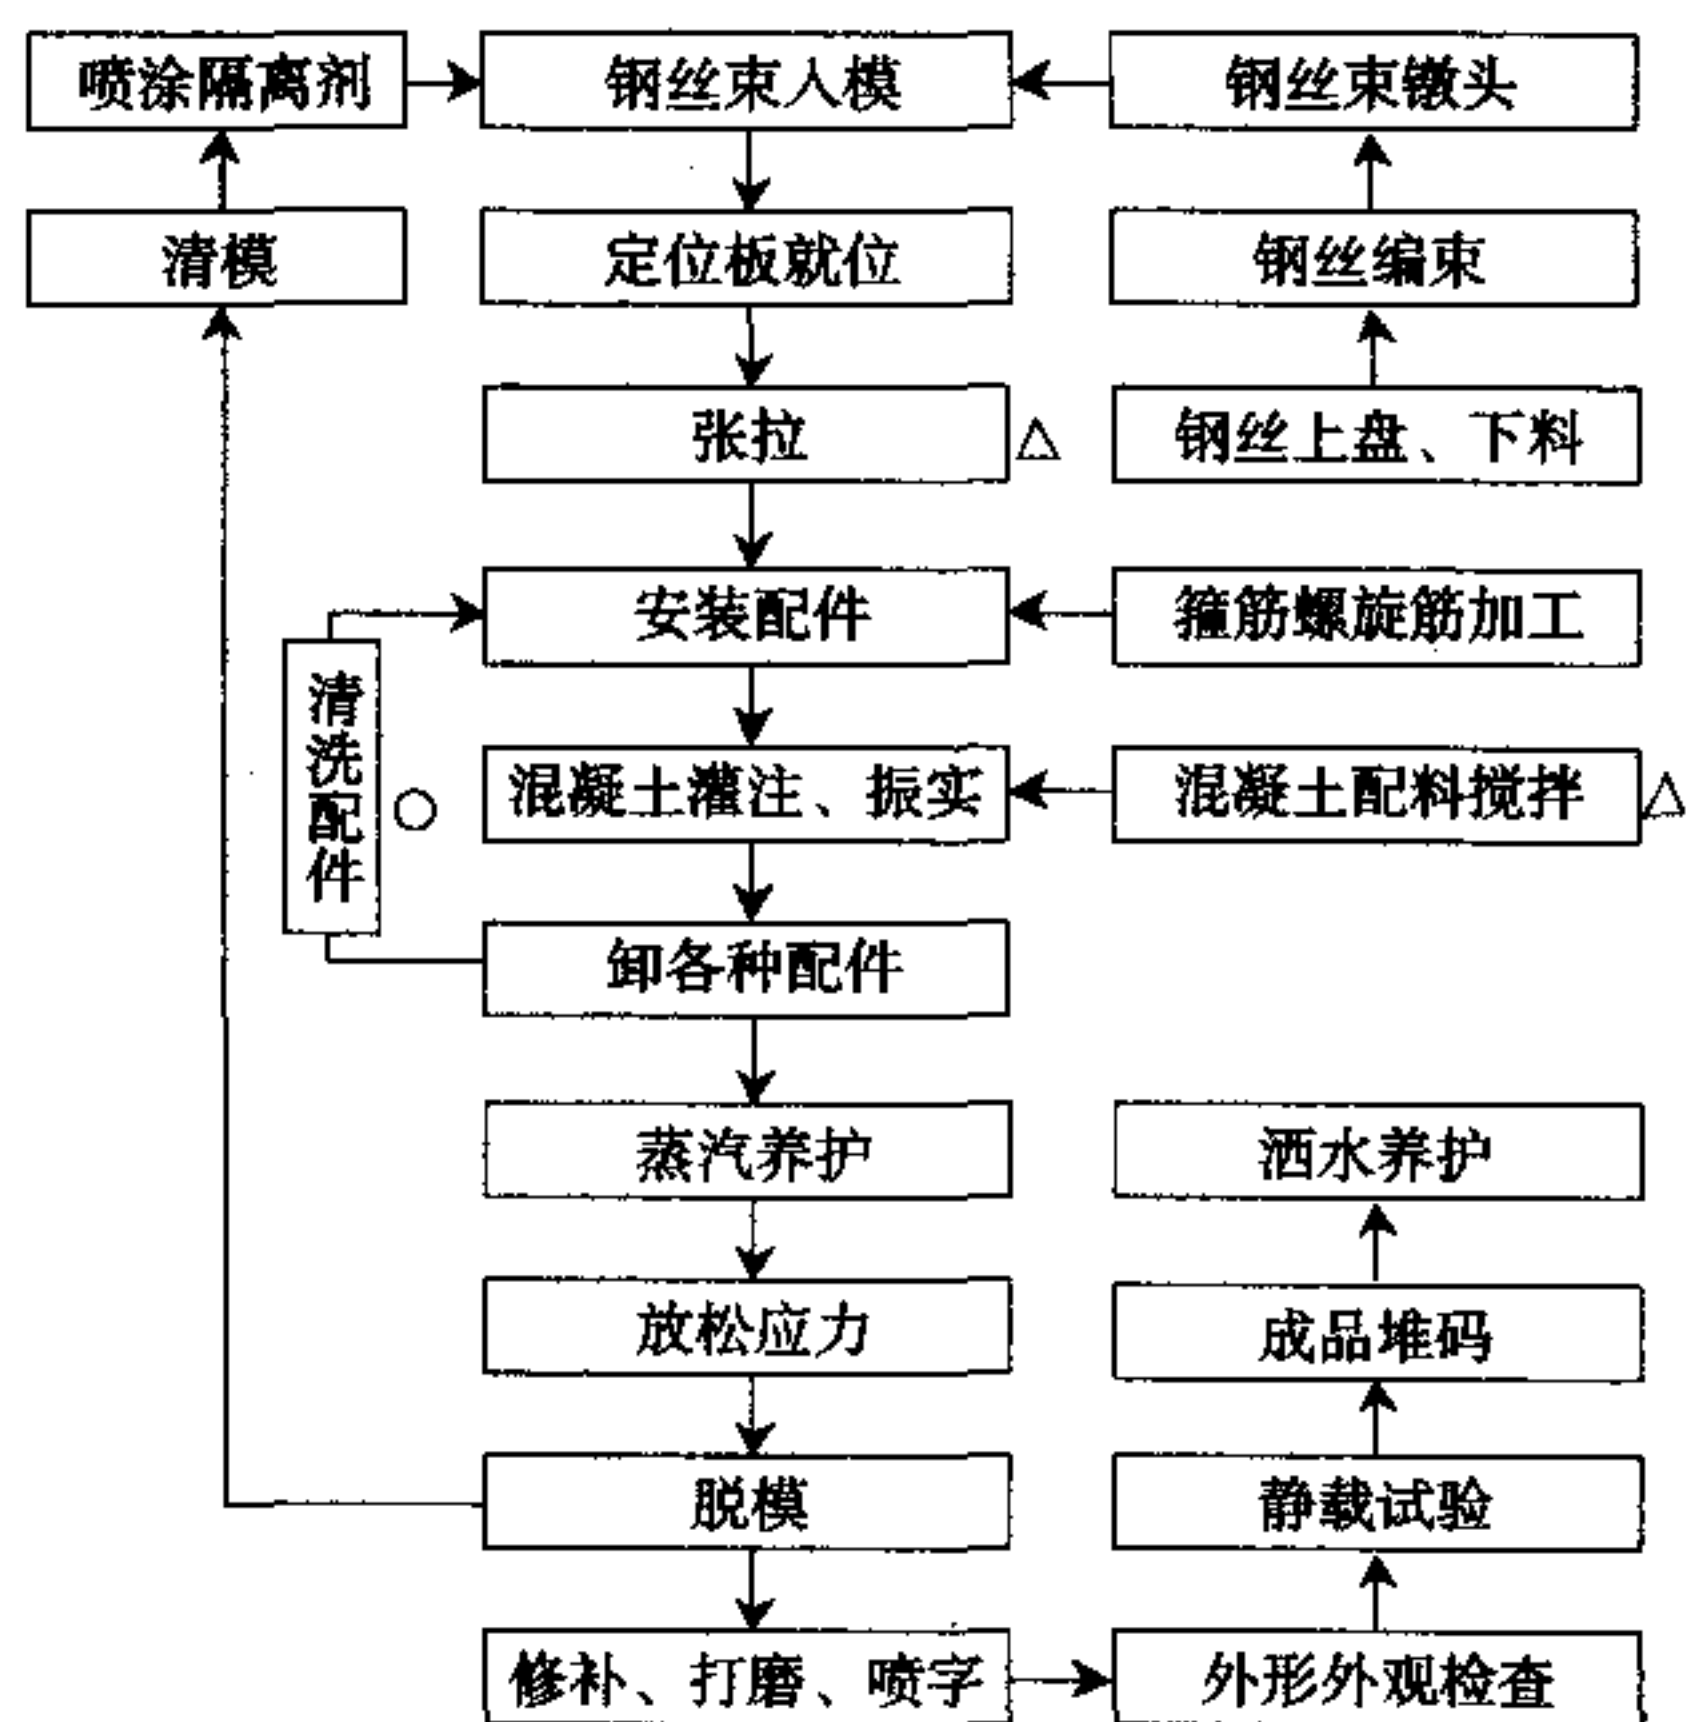 喷涂隔离剂
钢丝束入模
钢丝束镦头
清模
定位板就位
钢丝编束
张拉
△
钢丝上盘、下料
安装配件
箍筋螺旋筋加工
清洗配件
○
混凝土灌注、振实
混凝土配料搅拌
△
卸各种配件
蒸汽养护
洒水养护
放松应力
成品堆码
脱模
静载试验
修补、打磨、喷字
外形外观检查